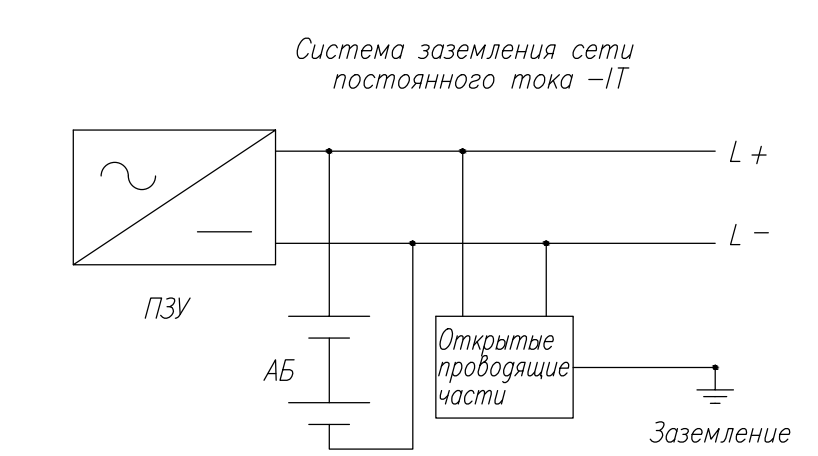 Система заземления сети
постоянного тока -IT
L +
L -
ПЗУ
АБ
Открытые
проводящие
части
Заземление